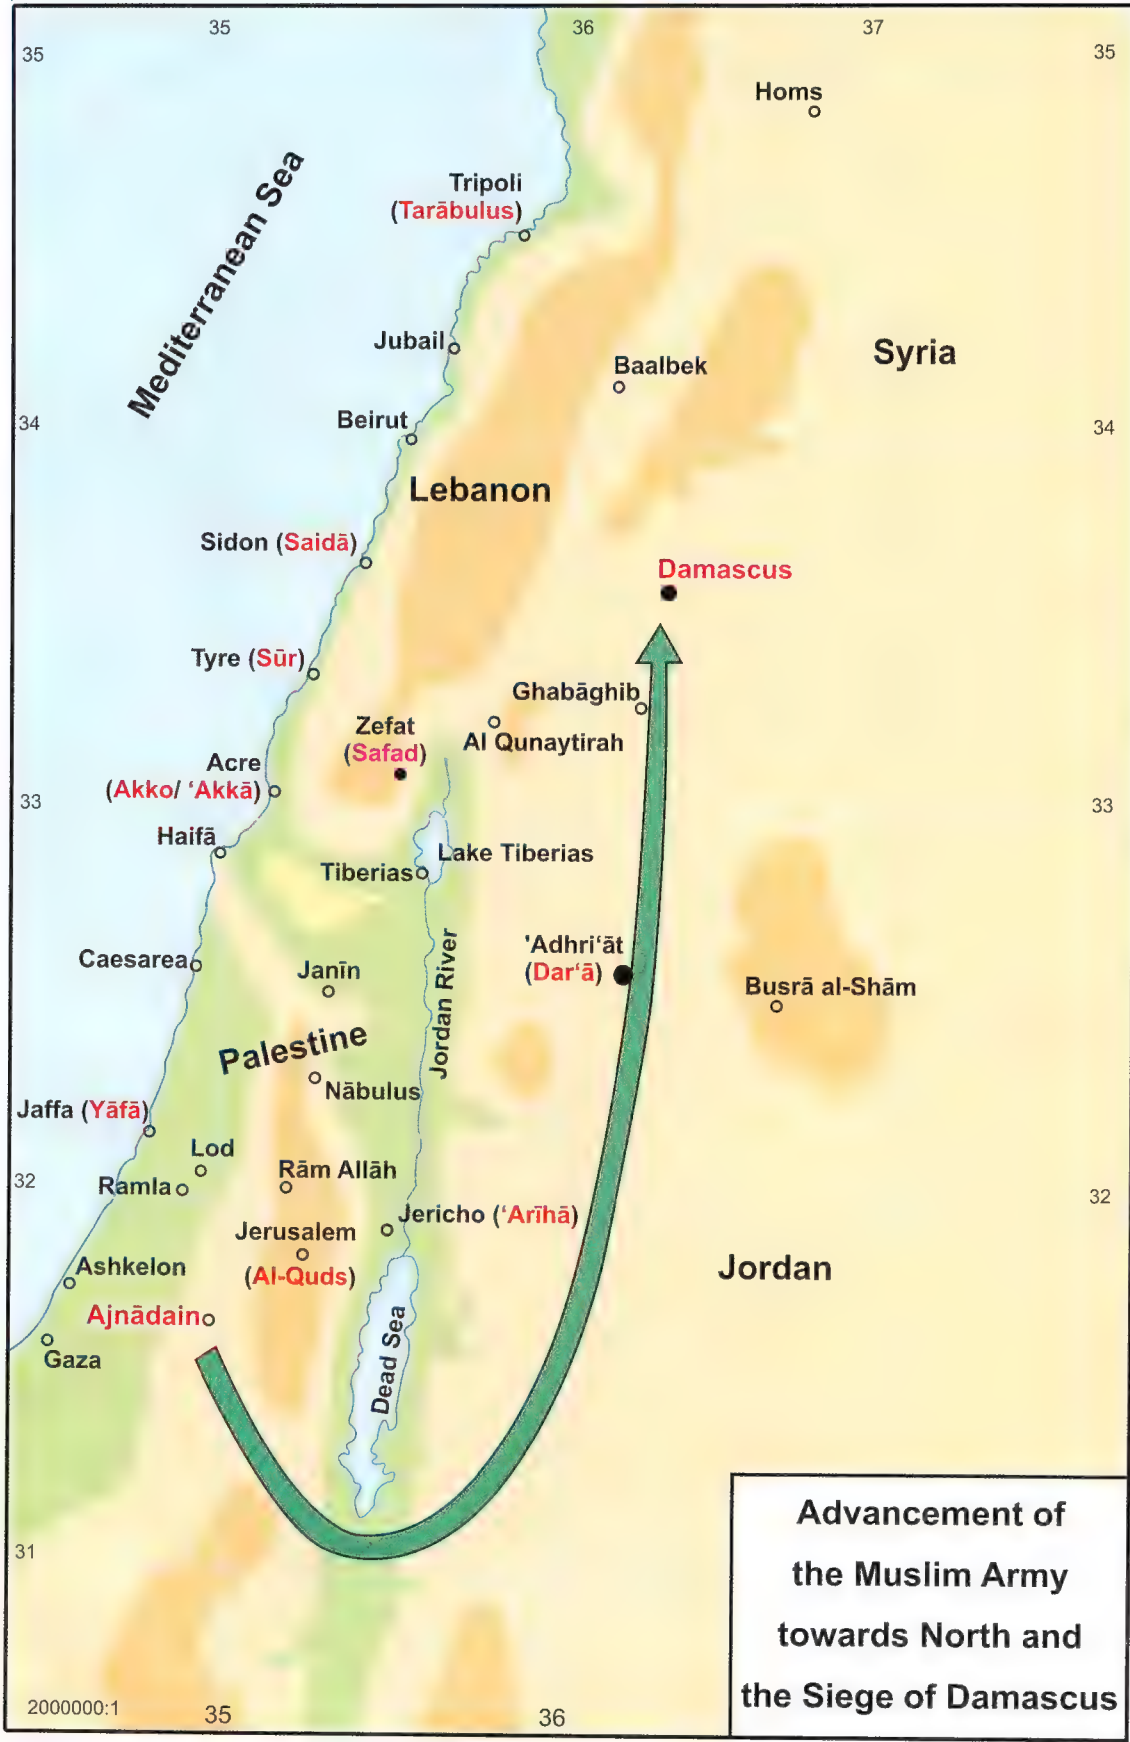 35
36
37
35
35
Homs
Tripoli
(Tarābulus)
Mediterranean Sea
Jubail
Syria
Baalbek
34
Beirut
34
Lebanon
Sidon (Saidā)
Damascus
Tyre (Sūr)
Ghabāghib
Zefat
(Safad)
Al Qunaytirah
Acre
(Akko/ ‘Akkā)
33
33
Haifā
Lake Tiberias
Tiberias
'Adhri‘āt
(Dar‘ā)
Caesarea
Janīn
Busrā al-Shām
Jordan River
Palestine
Nābulus
Jaffa (Yāfā)
Lod
32
Ramla
Rām Allāh
32
Jericho (‘Arīhā)
Jerusalem
(Al-Quds)
Ashkelon
Jordan
Ajnādain
Gaza
Dead Sea
31
Advancement of
the Muslim Army
towards North and
the Siege of Damascus
2000000:1
35
36